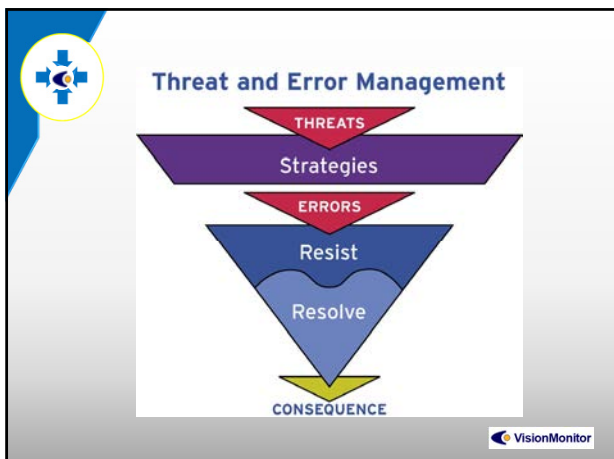 Threat and Error Management
THREATS
Strategies
ERRORS
Resist
Resolve
CONSEQUENCE
VisionMonitor